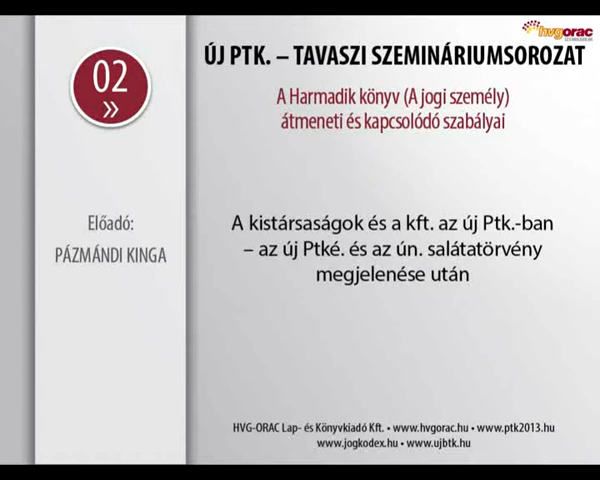 hvgorac
ÚJ PTK. – TAVASZI SZEMINÁRIUMSOROZAT
02
»
A Harmadik könyv (A jogi személy)
átmeneti és kapcsolódó szabályai
Előadó:
PÁZMÁNDI KINGA
A kistársaságok és a kft. az új Ptk.-ban
– az új Ptké. és az ún. salátatörvény
megjelenése után
HVG-ORAC Lap- és Könyvkiadó Kft. • www.hvgorac.hu • www.ptk2013.hu
www.jogkodex.hu • www.ujbtk.hu